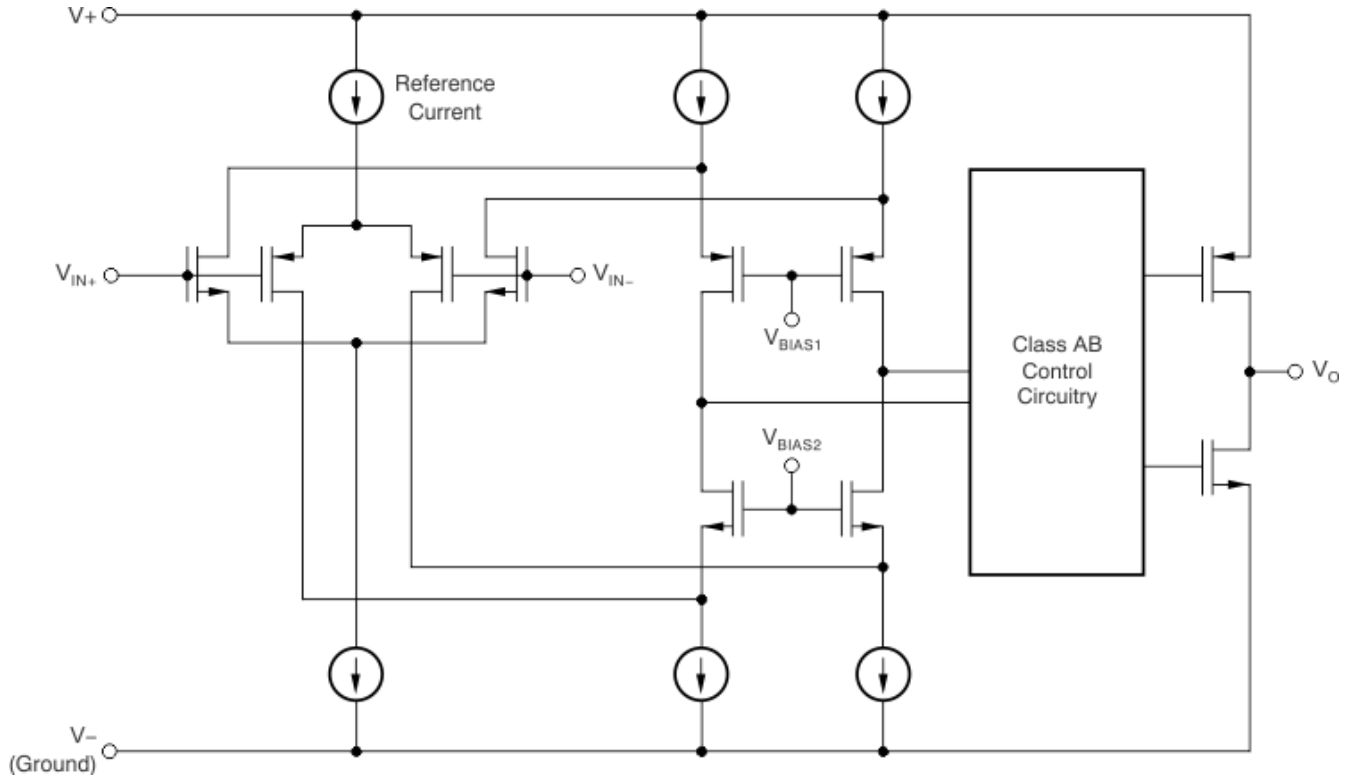 V+
Reference
Current
VIN+
VIN−
VBIAS1
Class AB
Control
Circuitry
VO
VBIAS2
V−
(Ground)